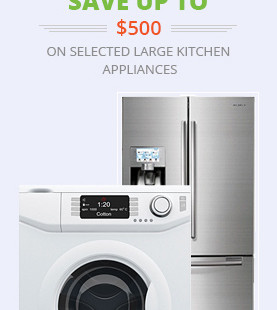 SAVE UP TO
$500
ON SELECTED LARGE KITCHEN
APPLIANCES
1:20
Cotton